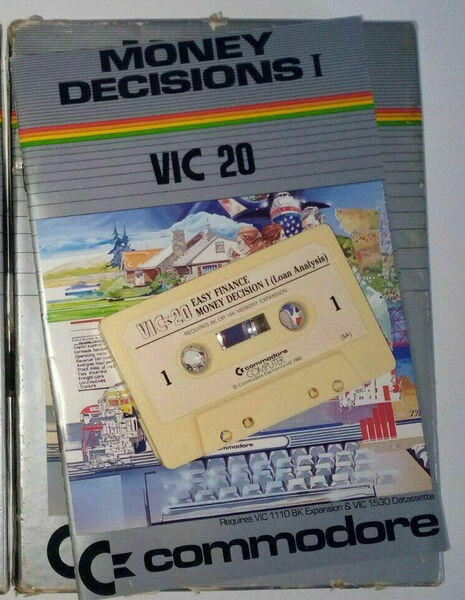 MONEY
DECISIONS I
VIC 20
VIC-20
EASY FINANCE
MONEY DECISION I (Loan Analysis)
REQUIRES 8K OR 16K MEMORY EXPANSION
1
1
commodore
COMPUTER
© Commodore Electronics Ltd 1982
(5A)
commodore
Requires VIC 1110 8K Expansion & VIC 1530 Datassette
commodore